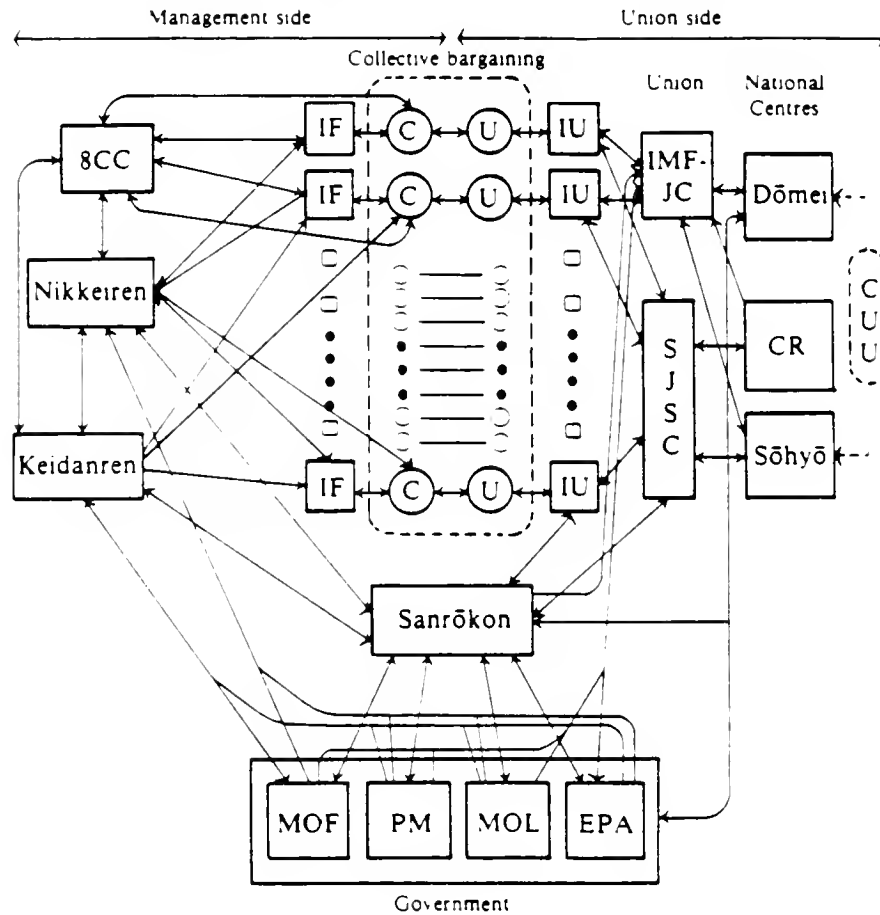 Management side
Union side
Collective bargaining
Union
National
Centres
8CC
IF
C
U
IU
IMF-
JC
Dōmei
IF
C
U
IU
Nikkeiren
C
U
U
S
J
S
C
CR
Keidanren
Sōhyō
IF
C
U
IU
Sanrōkon
MOF
PM
MOL
EPA
Government